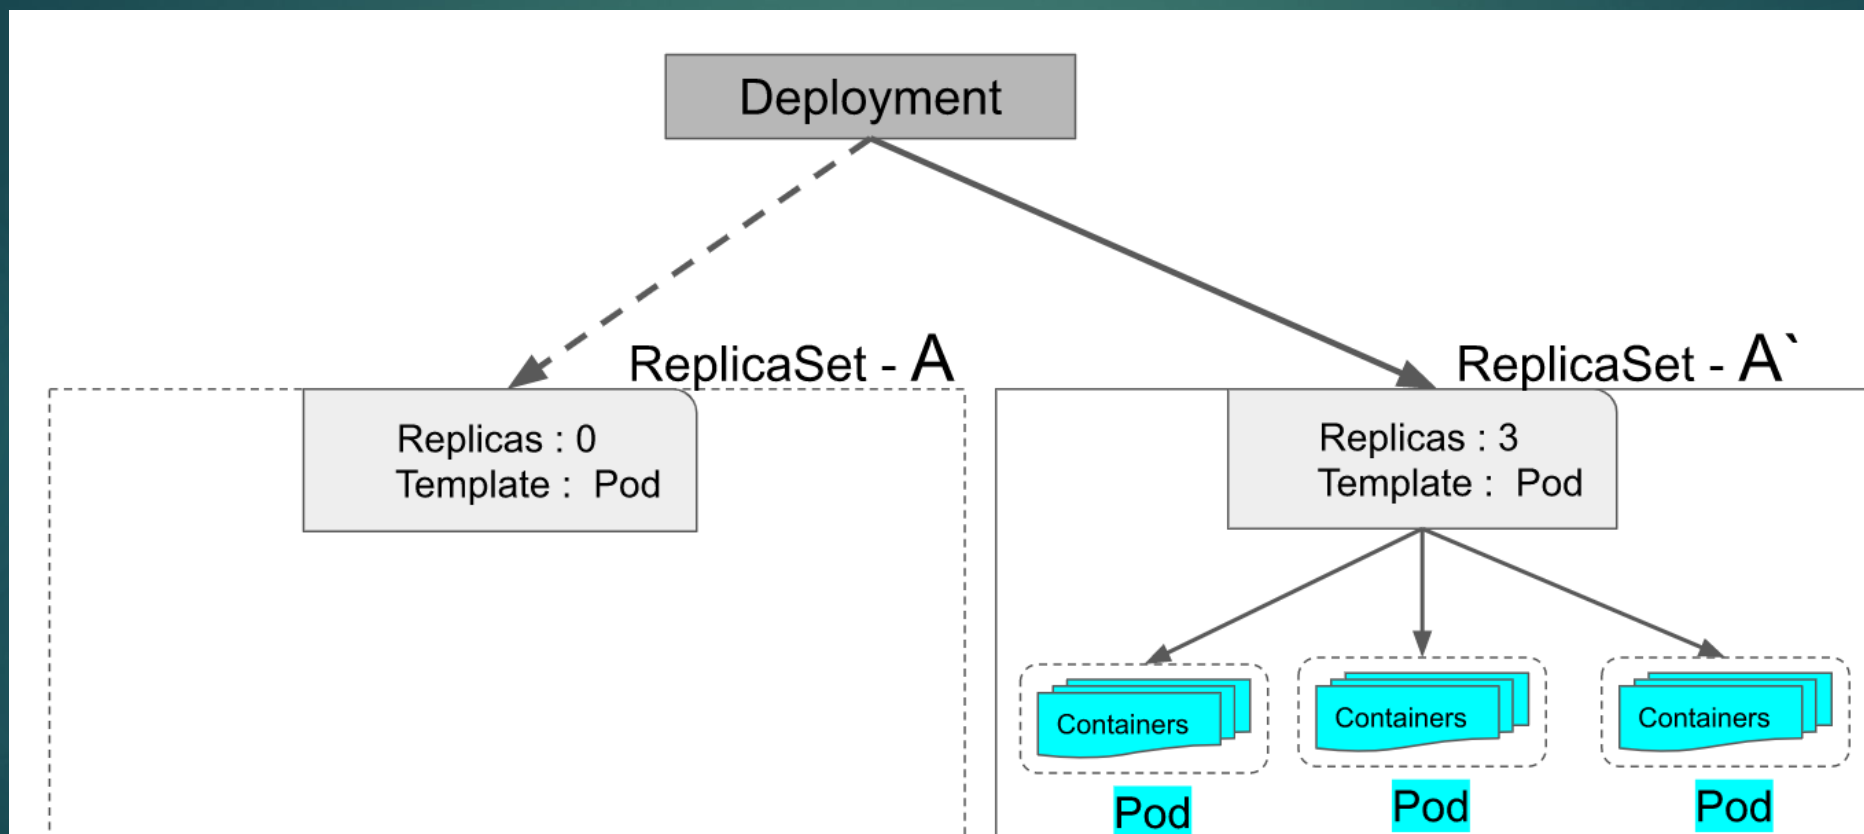 Deployment
ReplicaSet - A
Replicas : 0
Template : Pod
ReplicaSet - A`
Replicas : 3
Template : Pod
Containers
Pod
Containers
Pod
Containers
Pod